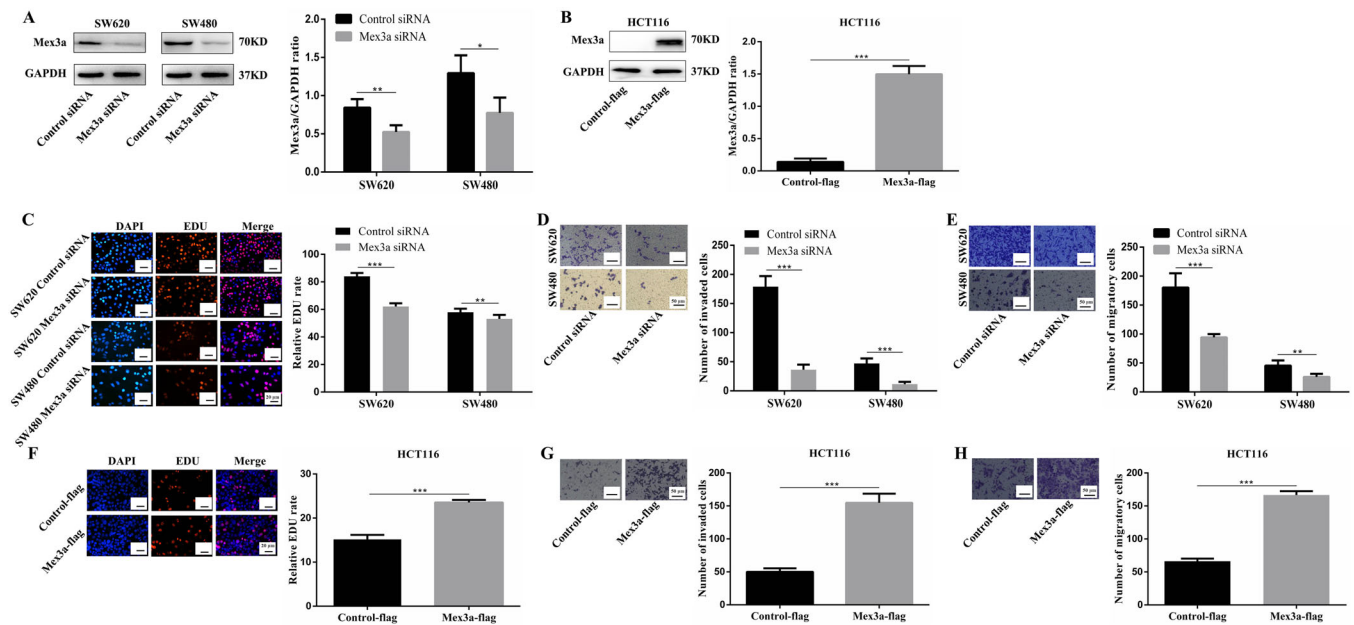 A
SW620 SW480
Mex3a 70KD
GAPDH 37KD
Control siRNA Mex3a siRNA Control siRNA Mex3a siRNA
Control siRNA
Mex3a siRNA
Mex3a/GAPDH ratio
2.0
1.5
1.0
0.5
0.0
** *
SW620 SW480
B
HCT116
Mex3a 70KD
GAPDH 37KD
Control-flag Mex3a-flag
HCT116
Mex3a/GAPDH ratio
2.0
1.5
1.0
0.5
0.0
***
Control-flag Mex3a-flag
C
DAPI EDU Merge
SW620 Control siRNA
SW620 Mex3a siRNA
SW480 Control siRNA
SW480 Mex3a siRNA
20 μm
Control siRNA
Mex3a siRNA
Relative EDU rate
100
80
60
40
20
0
*** **
SW620 SW480
D
SW620
SW480
50 μm
Control siRNA Mex3a siRNA
Control siRNA
Mex3a siRNA
Number of invaded cells
250
200
150
100
50
0
*** ***
SW620 SW480
E
SW620
SW480
50 μm
Control siRNA Mex3a siRNA
Control siRNA
Mex3a siRNA
Number of migratory cells
250
200
150
100
50
0
*** **
SW620 SW480
F
DAPI EDU Merge
Control-flag
Mex3a-flag
20 μm
HCT116
Relative EDU rate
30
20
10
0
***
Control-flag Mex3a-flag
G
50 μm
Control-flag Mex3a-flag
HCT116
Number of invaded cells
200
150
100
50
0
***
Control-flag Mex3a-flag
H
50 μm
Control-flag Mex3a-flag
HCT116
Number of migratory cells
200
150
100
50
0
***
Control-flag Mex3a-flag